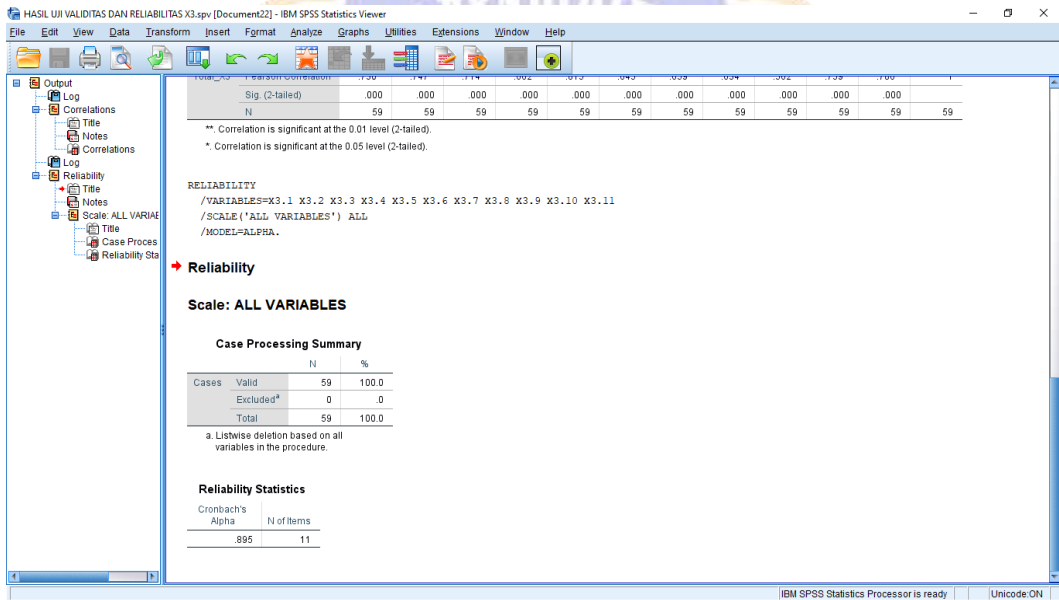 HASIL UJI VALIDITAS DAN RELIABILITAS X3.spv [Document22] - IBM SPSS Statistics Viewer
File Edit View Data Transform Insert Format Analyze Graphs Utilities Extensions Window Help
Output
Log
Correlations
Title
Notes
Correlations
Log
Reliability
Title
Notes
Scale: ALL VARIAE
Title
Case Proces
Reliability Sta
Sig. (2-tailed) .000 .000 .000 .000 .000 .000 .000 .000 .000 .000 .000
N 59 59 59 59 59 59 59 59 59 59 59 59
**. Correlation is significant at the 0.01 level (2-tailed).
*. Correlation is significant at the 0.05 level (2-tailed).
RELIABILITY
/VARIABLES=X3.1 X3.2 X3.3 X3.4 X3.5 X3.6 X3.7 X3.8 X3.9 X3.10 X3.11
/SCALE('ALL VARIABLES') ALL
/MODEL=ALPHA.
Reliability
Scale: ALL VARIABLES
Case Processing Summary
N %
Cases Valid 59 100.0
Excluded^a 0 .0
Total 59 100.0
a. Listwise deletion based on all
variables in the procedure.
Reliability Statistics
Cronbach's
Alpha N of Items
.895 11
IBM SPSS Statistics Processor is ready Unicode:ON